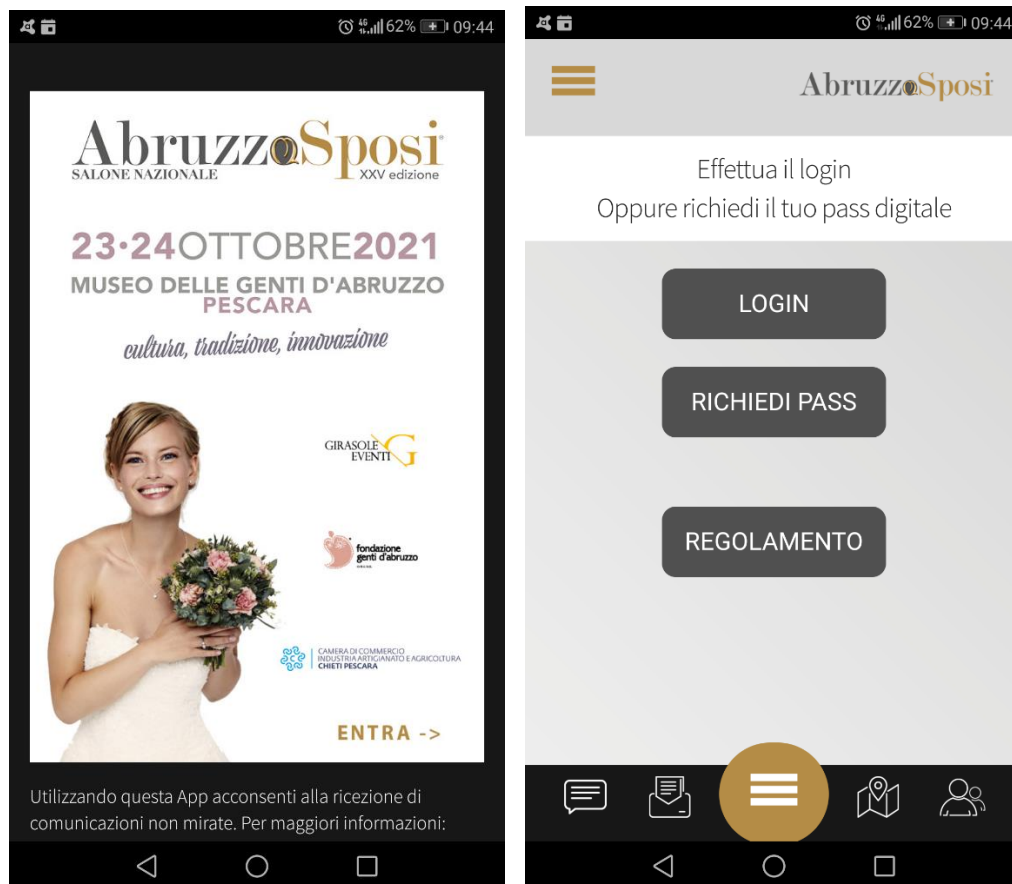 62% 09:44
AbruzzoSposi
SALONE NAZIONALE XXV edizione
23•24OTTOBRE2021
MUSEO DELLE GENTI D'ABRUZZO
PESCARA
cultura, tradizione, innovazione
GIRASOLE
EVENTI G
fondazione
genti d'abruzzo
CAMERA DI COMMERCIO
INDUSTRIA ARTIGIANATO E AGRICOLTURA
CHIETI PESCARA
ENTRA ->
Utilizzando questa App acconsenti alla ricezione di
comunicazioni non mirate. Per maggiori informazioni:
4G 62% 09:44
AbruzzoSposi
Effettua il login
Oppure richiedi il tuo pass digitale
LOGIN
RICHIEDI PASS
REGOLAMENTO